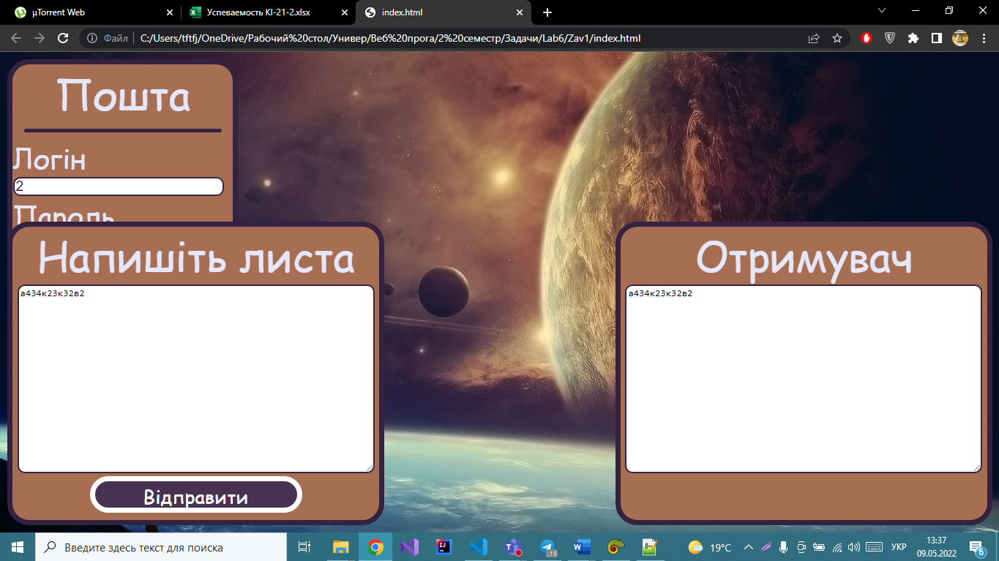 µTorrent Web
Успеваемость KI-21-2.xlsx
index.html
Файл
C:/Users/tftfj/OneDrive/Рабочий%20стол/Универ/Веб%20прога/2%20семестр/Задачи/Lab6/Zav1/index.html
Пошта
Логін
2
Пароль
Напишіть листа
а434к23к32в2
Відправити
Отримувач
а434к23к32в2
Введите здесь текст для поиска
..15
19°C
УКР
13:37
09.05.2022
6